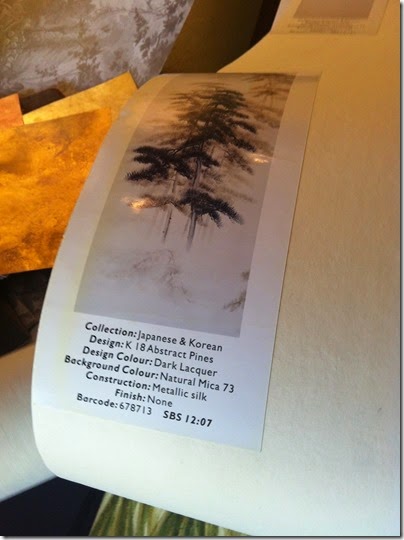 Collection: Japanese & Korean
Design: K 18 Abstract Pines
Design Colour: Dark Lacquer
Background Colour: Natural Mica 73
Construction: Metallic silk
Finish: None
Barcode: 678713 SBS 12:07